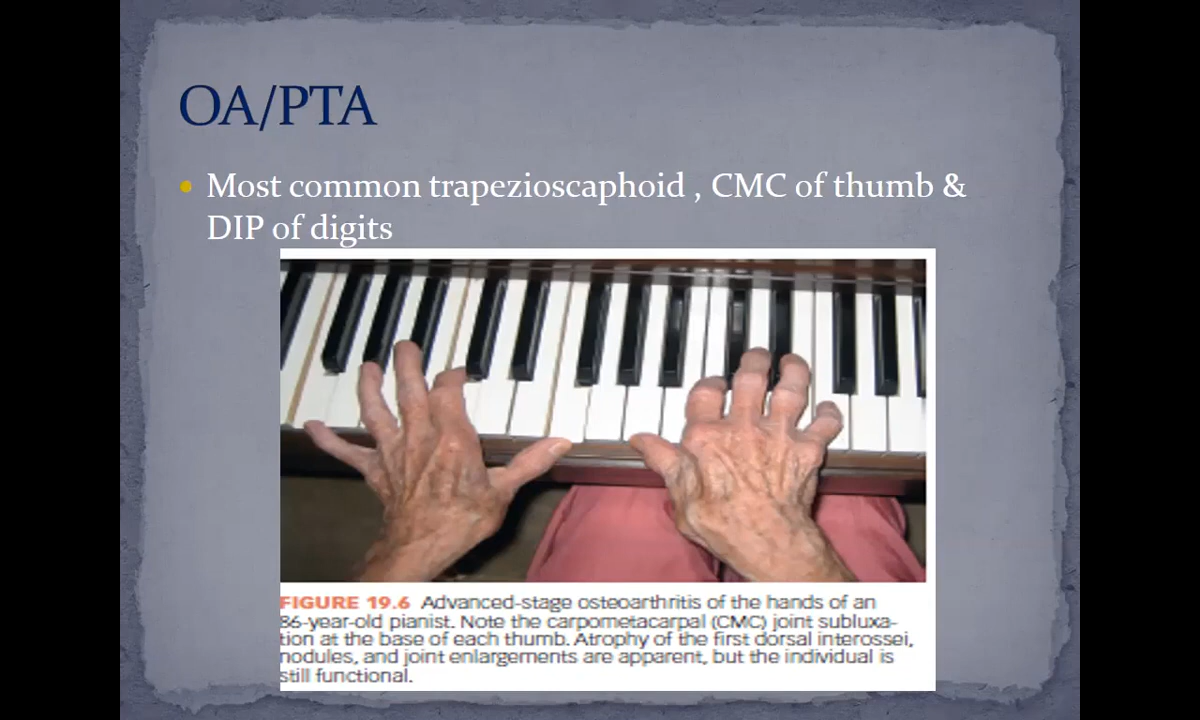 OA/PTA
Most common trapezioscaphoid , CMC of thumb &
DIP of digits
FIGURE 19.6 Advanced-stage osteoarthritis of the hands of an
86-year-old pianist. Note the carpometacarpal (CMC) joint subluxa-
tion at the base of each thumb. Atrophy of the first dorsal interossei,
nodules, and joint enlargements are apparent, but the individual is
still functional.